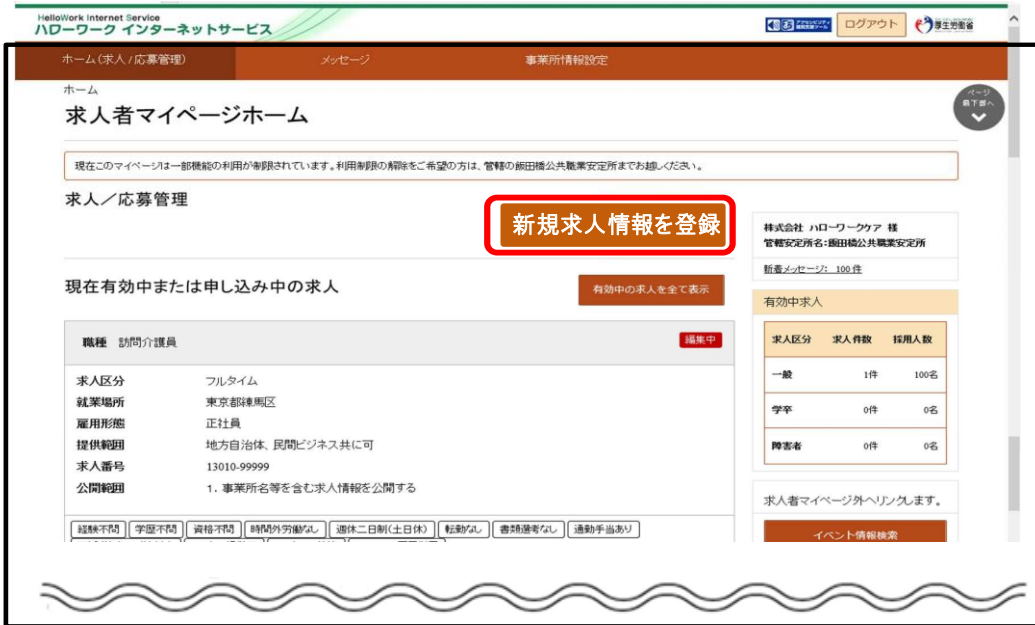 HelloWork Internet Service
ハローワーク インターネットサービス
ログアウト
厚生労働省
ホーム（求人/応募管理）
メッセージ
事業所情報設定
ホーム
求人者マイページホーム
ページ
最下部へ
現在このマイページは一部機能の利用が制限されています。利用制限の解除をご希望の方は、管轄の飯田橋公共職業安定所までお越しください。
求人／応募管理
新規求人情報を登録
株式会社 ハローワークケア 様
管轄安定所名：飯田橋公共職業安定所
新着メッセージ: 100件
現在有効中または申し込み中の求人
有効中の求人を全て表示
有効中求人
職種 訪問介護員
編集中
求人区分 求人件数 採用人数
一般 1件 100名
学卒 0件 0名
障害者 0件 0名
求人区分 フルタイム
就業場所 東京都練馬区
雇用形態 正社員
提供範囲 地方自治体、民間ビジネス共に可
求人番号 13010-99999
公開範囲 1．事業所名等を含む求人情報を公開する
求人者マイページ外へリンクします。
イベント情報検索
経験不問 学歴不問 資格不問 時間外労働なし 週休二日制(土日休) 転勤なし 書類選考なし 通勤手当あり